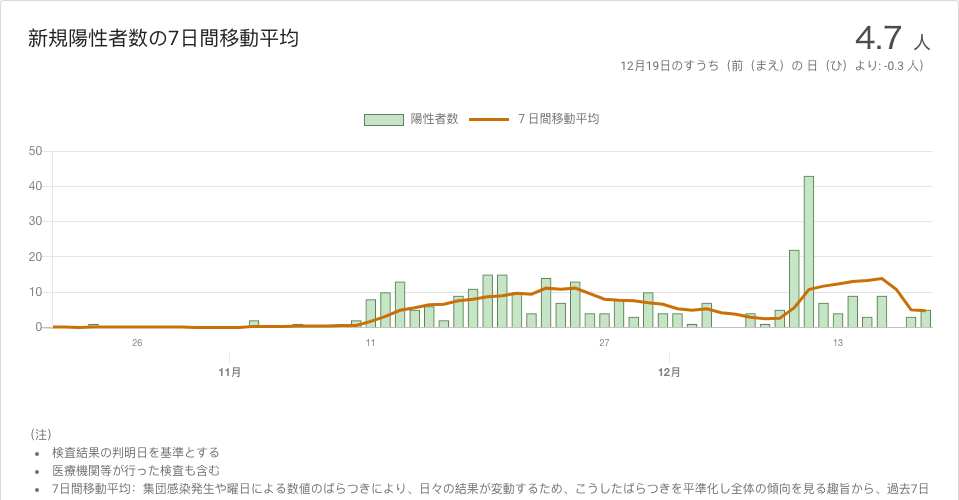 新規陽性者数の7日間移動平均
4.7 人
12月19日のすうち（前（まえ）の 日（ひ）より: -0.3 人）
陽性者数 7 日間移動平均
50
40
30
20
10
0
26 11 27 13
11月 12月
（注）
• 検査結果の判明日を基準とする
• 医療機関等が行った検査も含む
• 7日間移動平均：集団感染発生や曜日による数値のばらつきにより、日々の結果が変動するため、こうしたばらつきを平準化し全体の傾向を見る趣旨から、過去7日